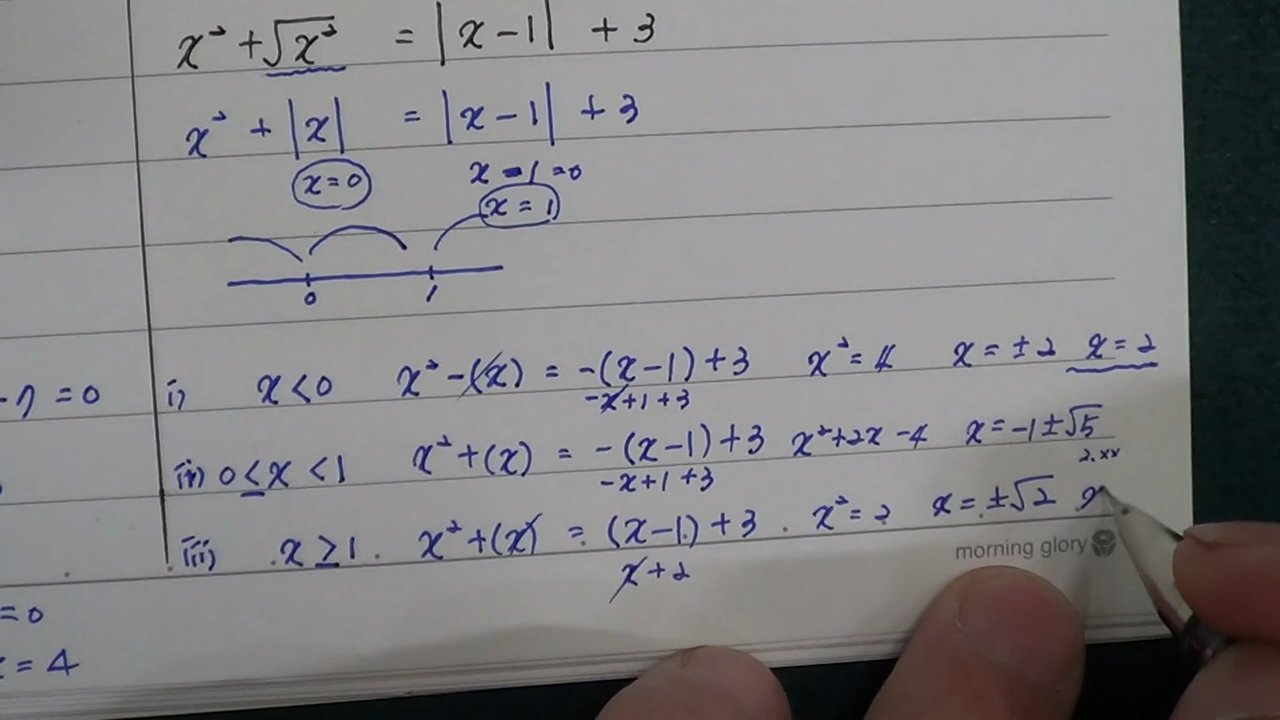 x² + √x² = |x - 1| + 3
x² + |x| = |x - 1| + 3
x = 0 x - 1 = 0
x = 1
0 1
-7 = 0 i) x < 0 x² - (x) = -(x - 1) + 3 x² = 4 x = ±2 x = 2
-x + 1 + 3
ii) 0 ≤ x < 1 x² + (x) = -(x - 1) + 3 x² + 2x - 4 x = -1 ± √5
-x + 1 + 3 2.xx
iii) x ≥ 1 . x² + (x) = (x - 1) + 3 . x² = 2 x = ±√2 x
x + 2
morning glory
= 0
= 4